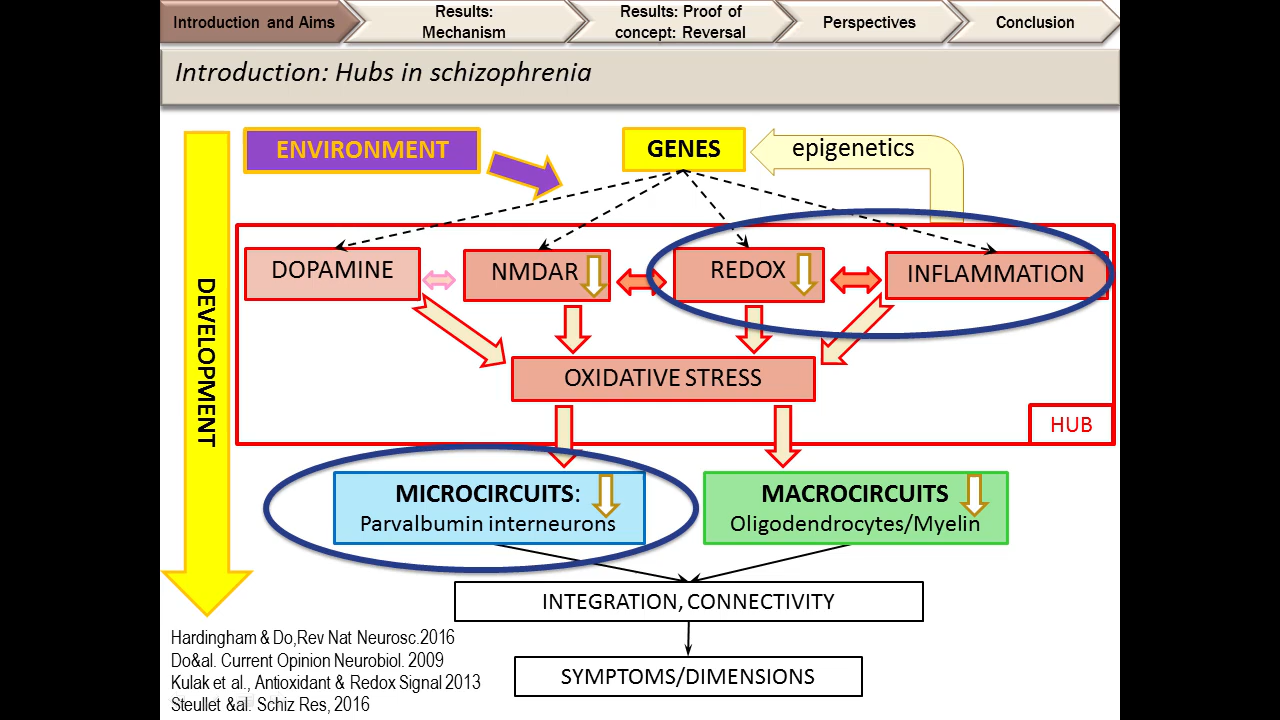 Introduction and Aims
Results:
Mechanism
Results: Proof of
concept: Reversal
Perspectives
Conclusion
Introduction: Hubs in schizophrenia
ENVIRONMENT
GENES
epigenetics
DEVELOPMENT
DOPAMINE
NMDAR
REDOX
INFLAMMATION
OXIDATIVE STRESS
HUB
MICROCIRCUITS:
Parvalbumin interneurons
MACROCIRCUITS
Oligodendrocytes/Myelin
INTEGRATION, CONNECTIVITY
SYMPTOMS/DIMENSIONS
Hardingham & Do,Rev Nat Neurosc.2016
Do&al. Current Opinion Neurobiol. 2009
Kulak et al., Antioxidant & Redox Signal 2013
Steullet &al. Schiz Res, 2016